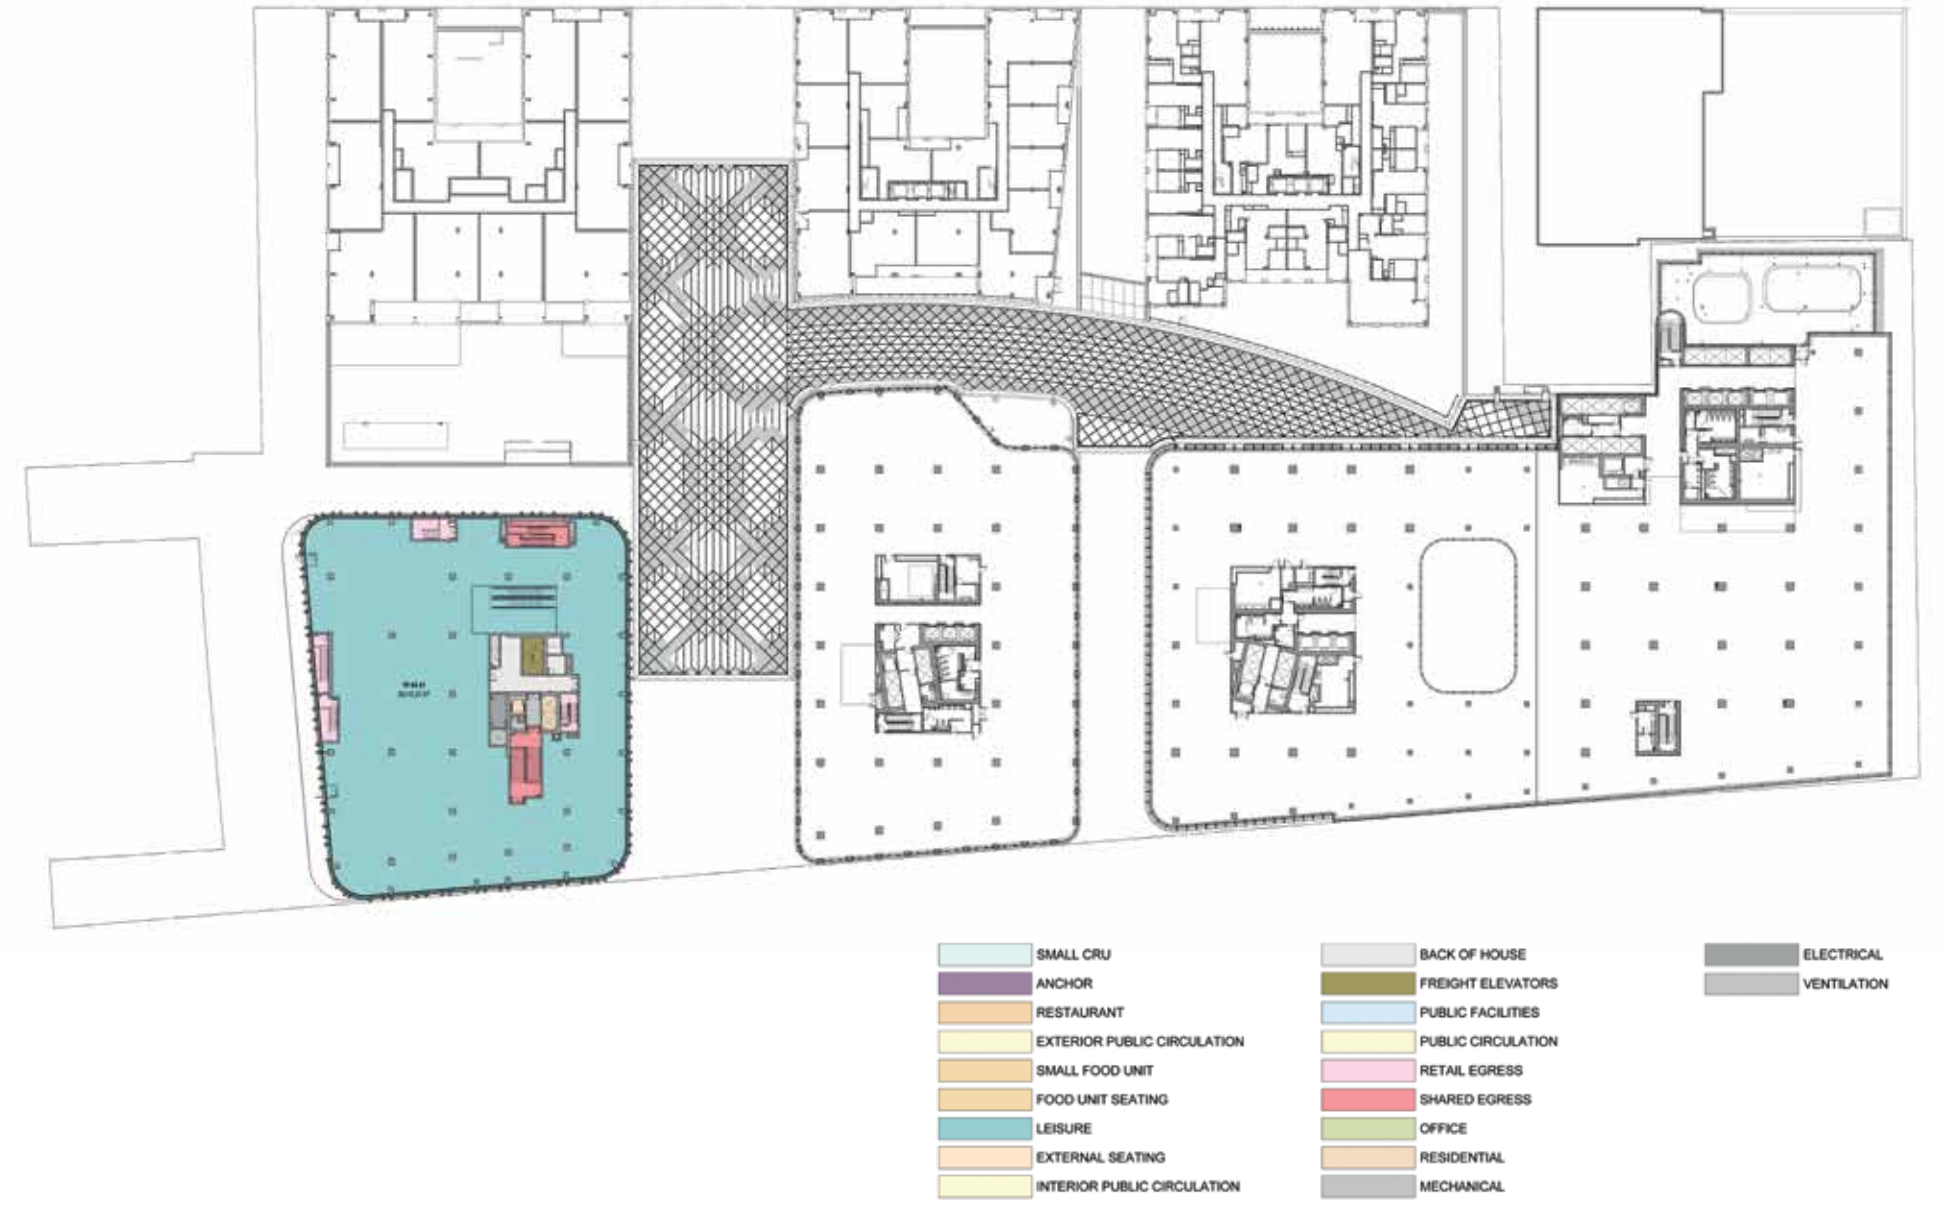 SMALL CRU
ANCHOR
RESTAURANT
EXTERIOR PUBLIC CIRCULATION
SMALL FOOD UNIT
FOOD UNIT SEATING
LEISURE
EXTERNAL SEATING
INTERIOR PUBLIC CIRCULATION
BACK OF HOUSE
FREIGHT ELEVATORS
PUBLIC FACILITIES
PUBLIC CIRCULATION
RETAIL EGRESS
SHARED EGRESS
OFFICE
RESIDENTIAL
MECHANICAL
ELECTRICAL
VENTILATION